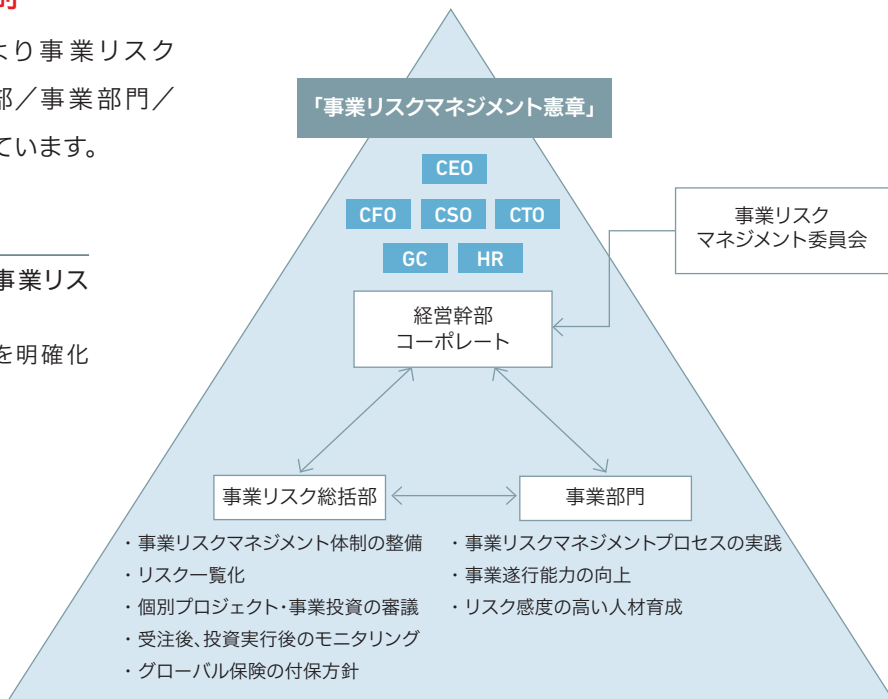 より事業リスク
部／事業部門／
ています。
事業リス
を明確化
「事業リスクマネジメント憲章」
CEO
CFO CSO CTO
GC HR
事業リスク
マネジメント委員会
経営幹部
コーポレート
事業リスク総括部
事業部門
・事業リスクマネジメント体制の整備
・リスク一覧化
・個別プロジェクト・事業投資の審議
・受注後、投資実行後のモニタリング
・グローバル保険の付保方針
・事業リスクマネジメントプロセスの実践
・事業遂行能力の向上
・リスク感度の高い人材育成